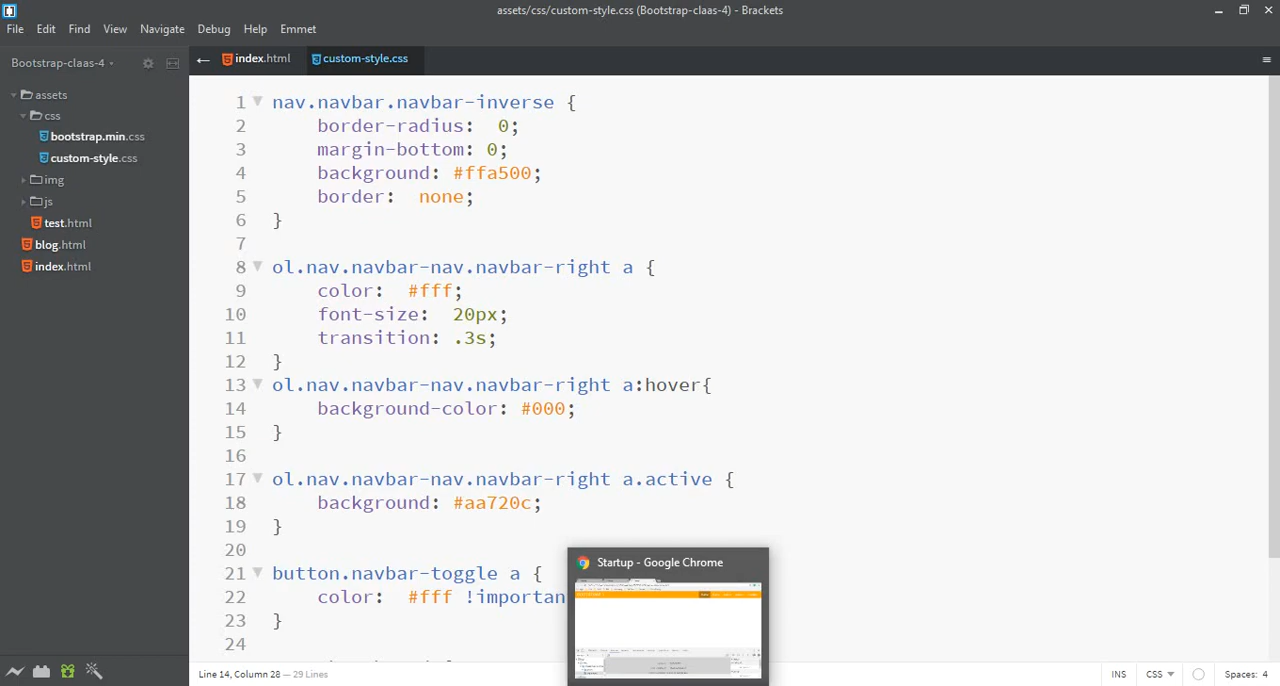 assets/css/custom-style.css (Bootstrap-claas-4) - Brackets
File Edit Find View Navigate Debug Help Emmet
Bootstrap-claas-4
index.html custom-style.css
assets
css
bootstrap.min.css
custom-style.css
img
js
test.html
blog.html
index.html
1 nav.navbar.navbar-inverse {
2 border-radius: 0;
3 margin-bottom: 0;
4 background: #ffa500;
5 border: none;
6 }
7
8 ol.nav.navbar-nav.navbar-right a {
9 color: #fff;
10 font-size: 20px;
11 transition: .3s;
12 }
13 ol.nav.navbar-nav.navbar-right a:hover{
14 background-color: #000;
15 }
16
17 ol.nav.navbar-nav.navbar-right a.active {
18 background: #aa720c;
19 }
20
21 button.navbar-toggle a {
22 color: #fff !importan
23 }
24
Startup - Google Chrome
Line 14, Column 28 — 29 Lines
INS CSS Spaces: 4